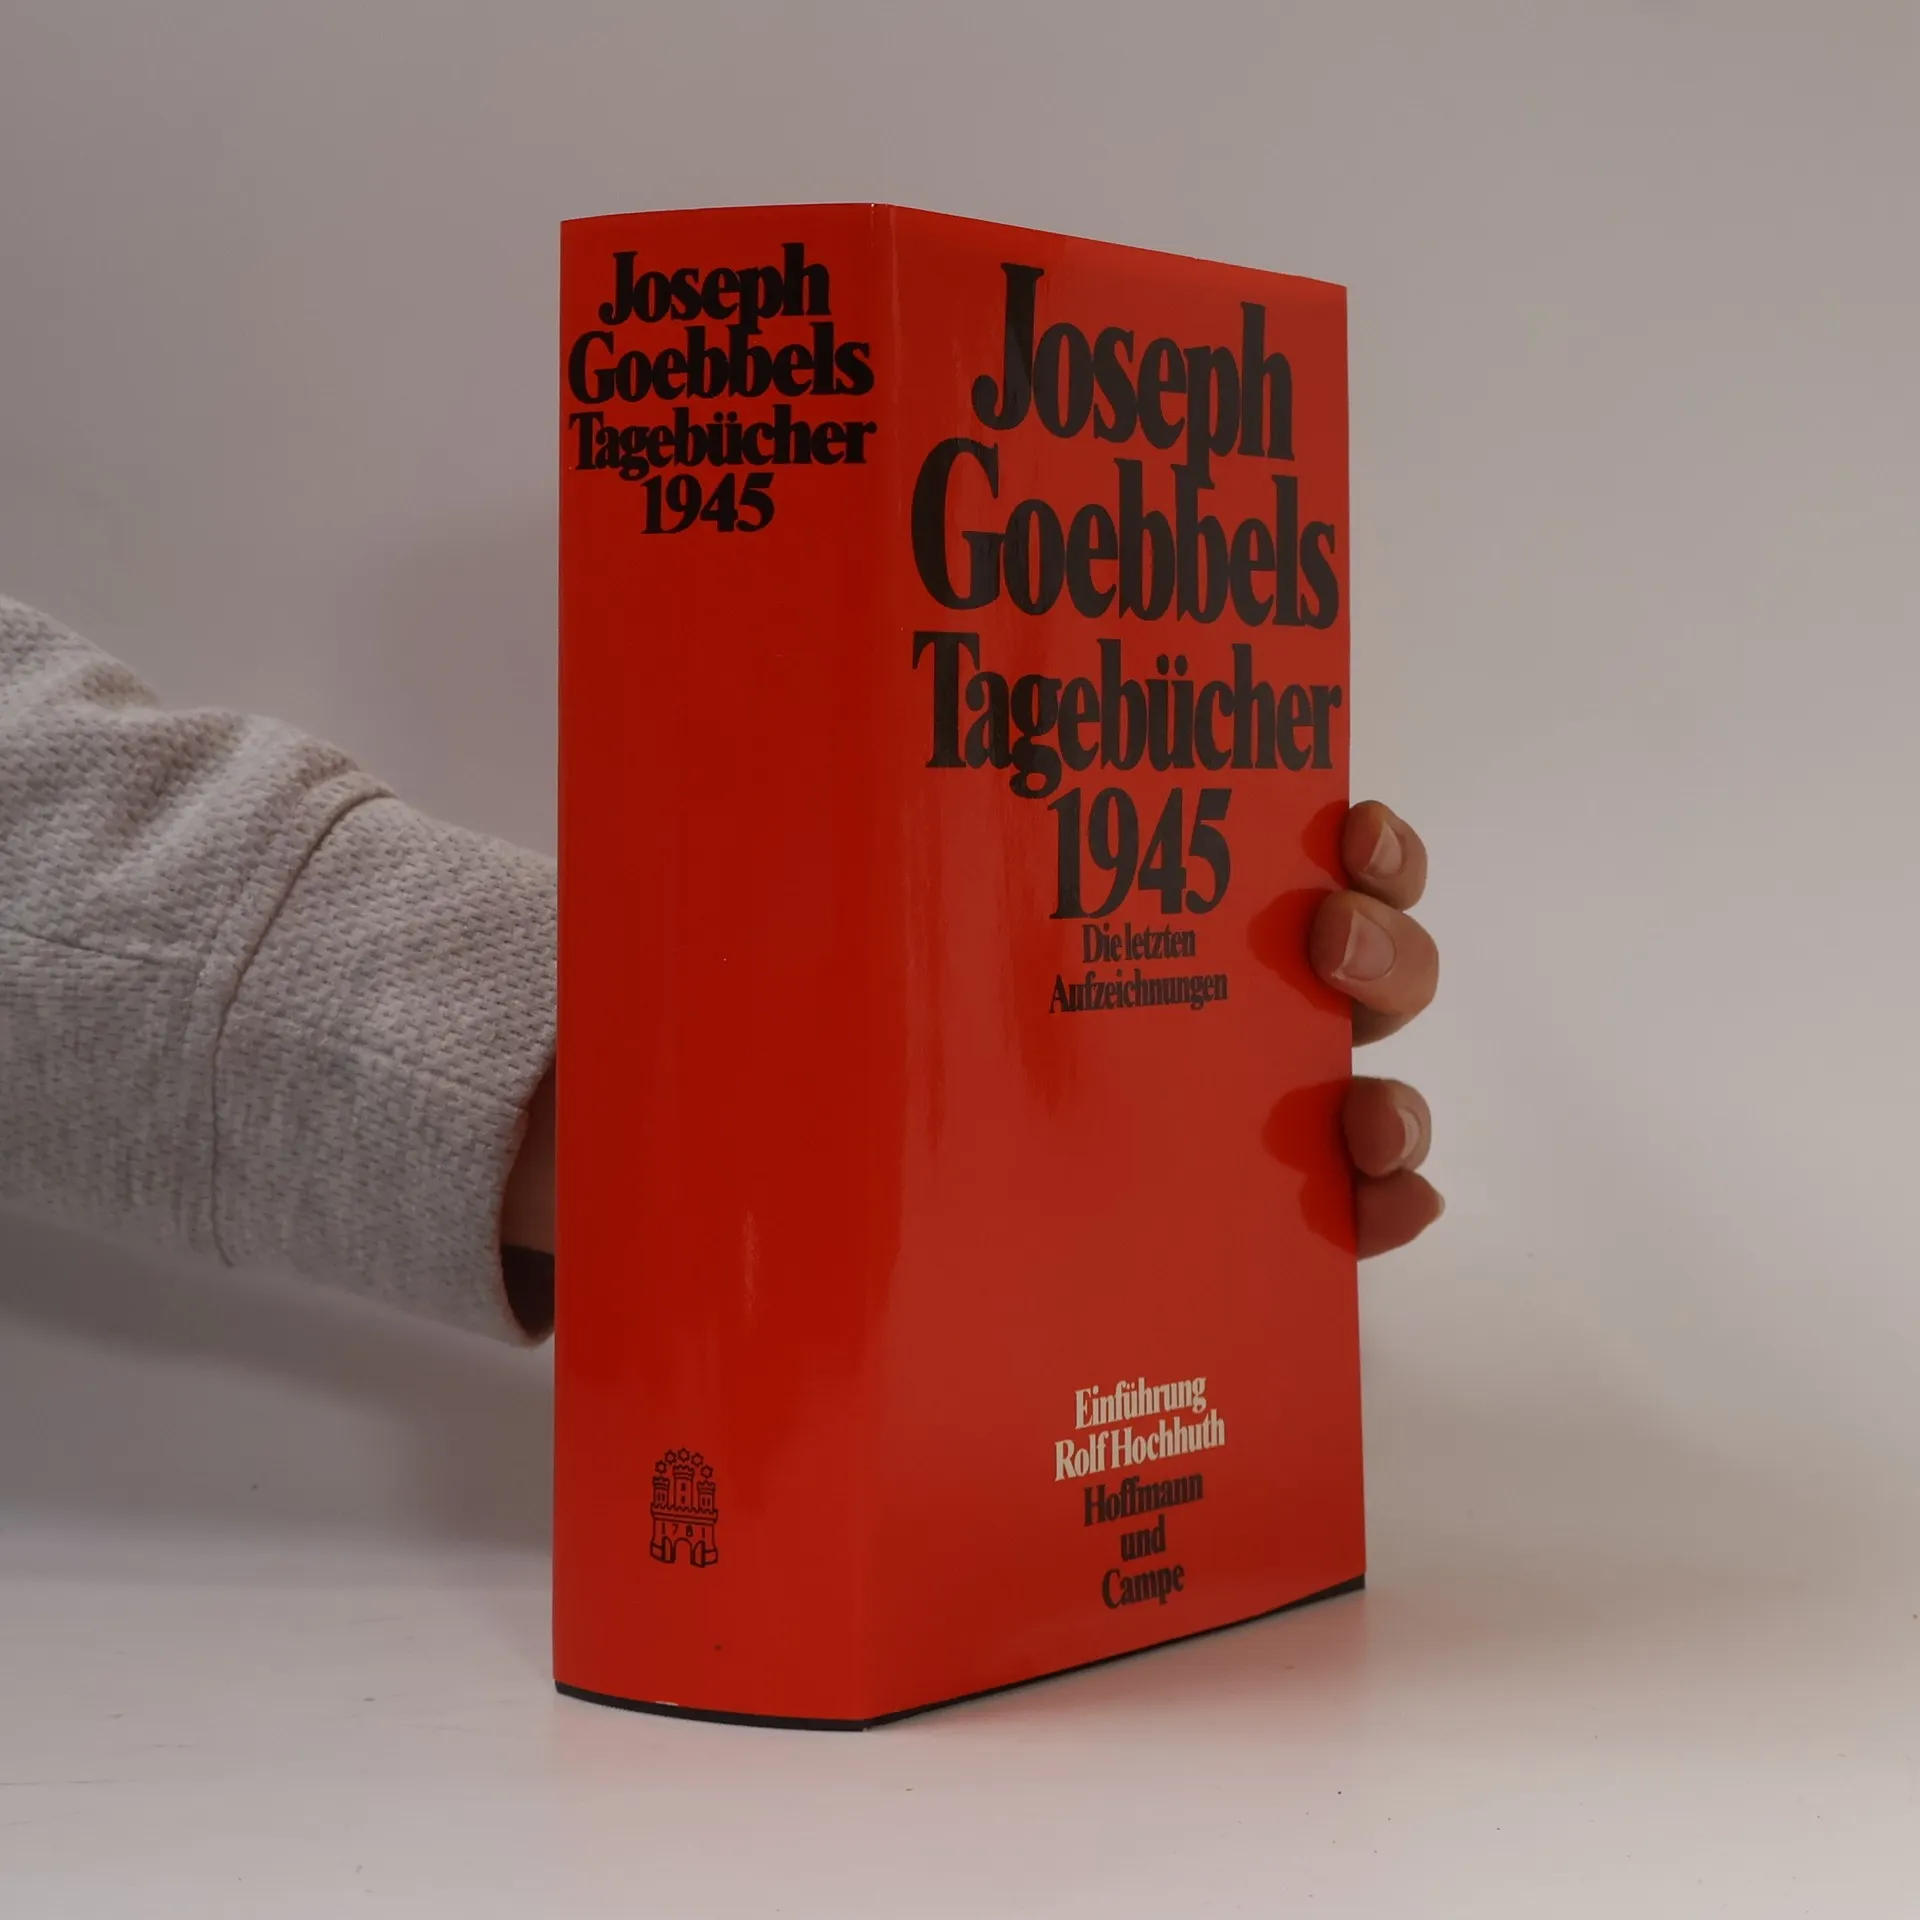 Joseph
Goebbels
Tagebücher
1945
Joseph
Goebbels
Tagebücher
1945
Die letzten
Aufzeichnungen
Einführung
Rolf Hochhuth
Hoffmann
und
Campe
1781